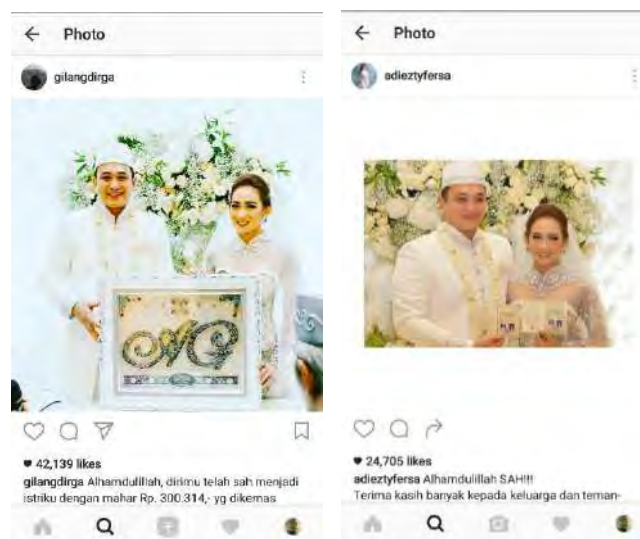 ← Photo
gilangdirga
AG
42,139 likes
gilangdirga Alhamdulillah, dirimu telah sah menjadi
istriku dengan mahar Rp. 300.314,- yg dikemas
← Photo
adieztyfersa
24,705 likes
adieztyfersa Alhamdulillah SAH!!!
Terima kasih banyak kepada keluarga dan teman-